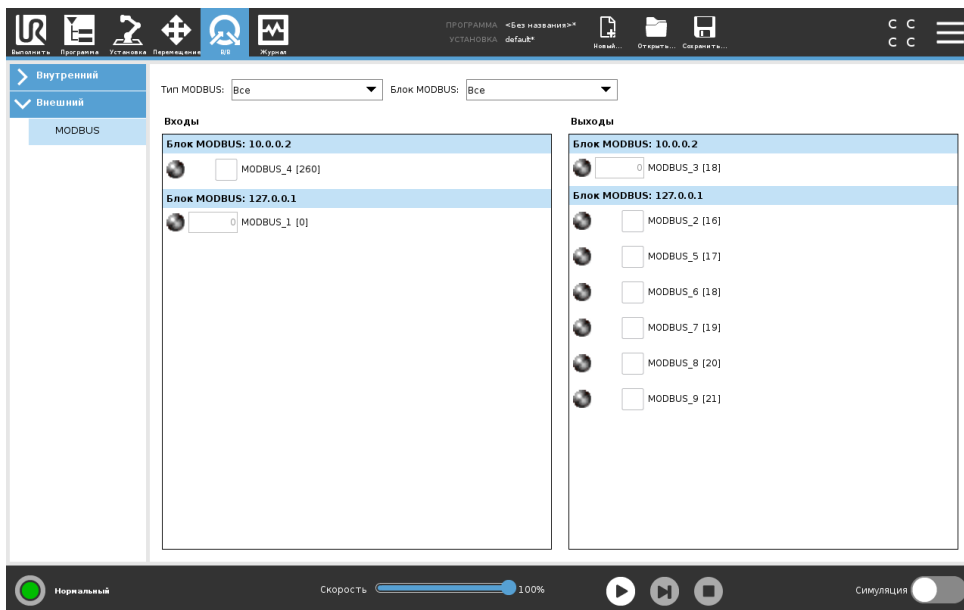 ПРОГРАММА <Без названия>*
УСТАНОВКА default*
C C
C C
Выполнить Программа Установка Перемещение В/В Журнал Новый... Открыть... Сохранить...
Внутренний
Внешний
MODBUS
Тип MODBUS: Все Блок MODBUS: Все
Входы
Блок MODBUS: 10.0.0.2
MODBUS_4 [260]
Блок MODBUS: 127.0.0.1
0 MODBUS_1 [0]
Выходы
Блок MODBUS: 10.0.0.2
0 MODBUS_3 [18]
Блок MODBUS: 127.0.0.1
MODBUS_2 [16]
MODBUS_5 [17]
MODBUS_6 [18]
MODBUS_7 [19]
MODBUS_8 [20]
MODBUS_9 [21]
Нормальный
Скорость 100%
Симуляция